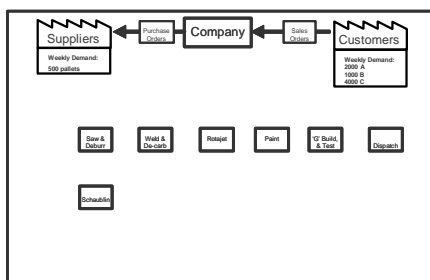 Suppliers
Purchase
Orders
Company
Sales
Orders
Customers
Weekly Demand:
500 pallets
Weekly Demand:
2000 A
1000 B
4000 C
Saw &
Deburr
Weld &
De-carb
Rotajet
Paint
'G' Build,
& Test
Dispatch
Schaublin